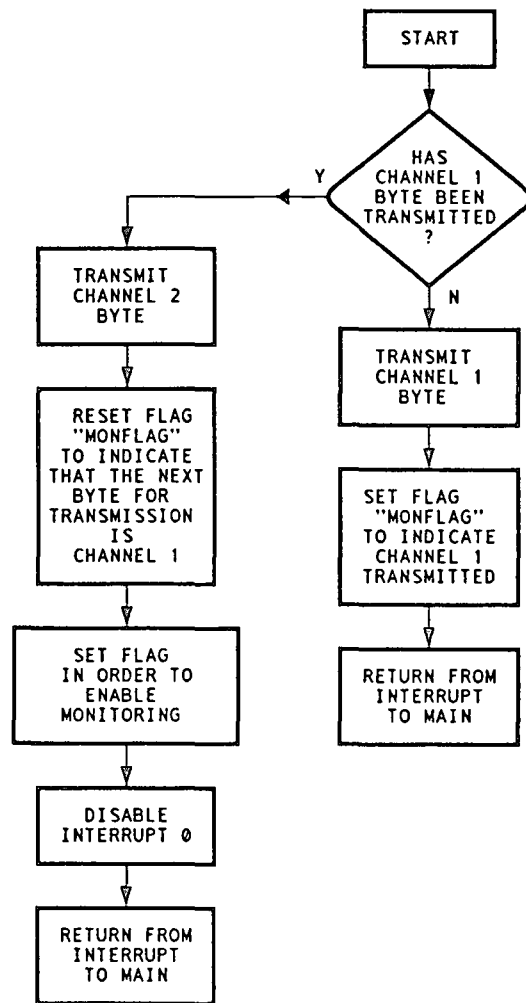 START
HAS
CHANNEL 1
BYTE BEEN
TRANSMITTED
?
Y
N
TRANSMIT
CHANNEL 2
BYTE
RESET FLAG
"MONFLAG"
TO INDICATE
THAT THE NEXT
BYTE FOR
TRANSMISSION
IS
CHANNEL 1
SET FLAG
IN ORDER TO
ENABLE
MONITORING
DISABLE
INTERRUPT 0
RETURN FROM
INTERRUPT
TO MAIN
TRANSMIT
CHANNEL 1
BYTE
SET FLAG
"MONFLAG"
TO INDICATE
CHANNEL 1
TRANSMITTED
RETURN FROM
INTERRUPT
TO MAIN